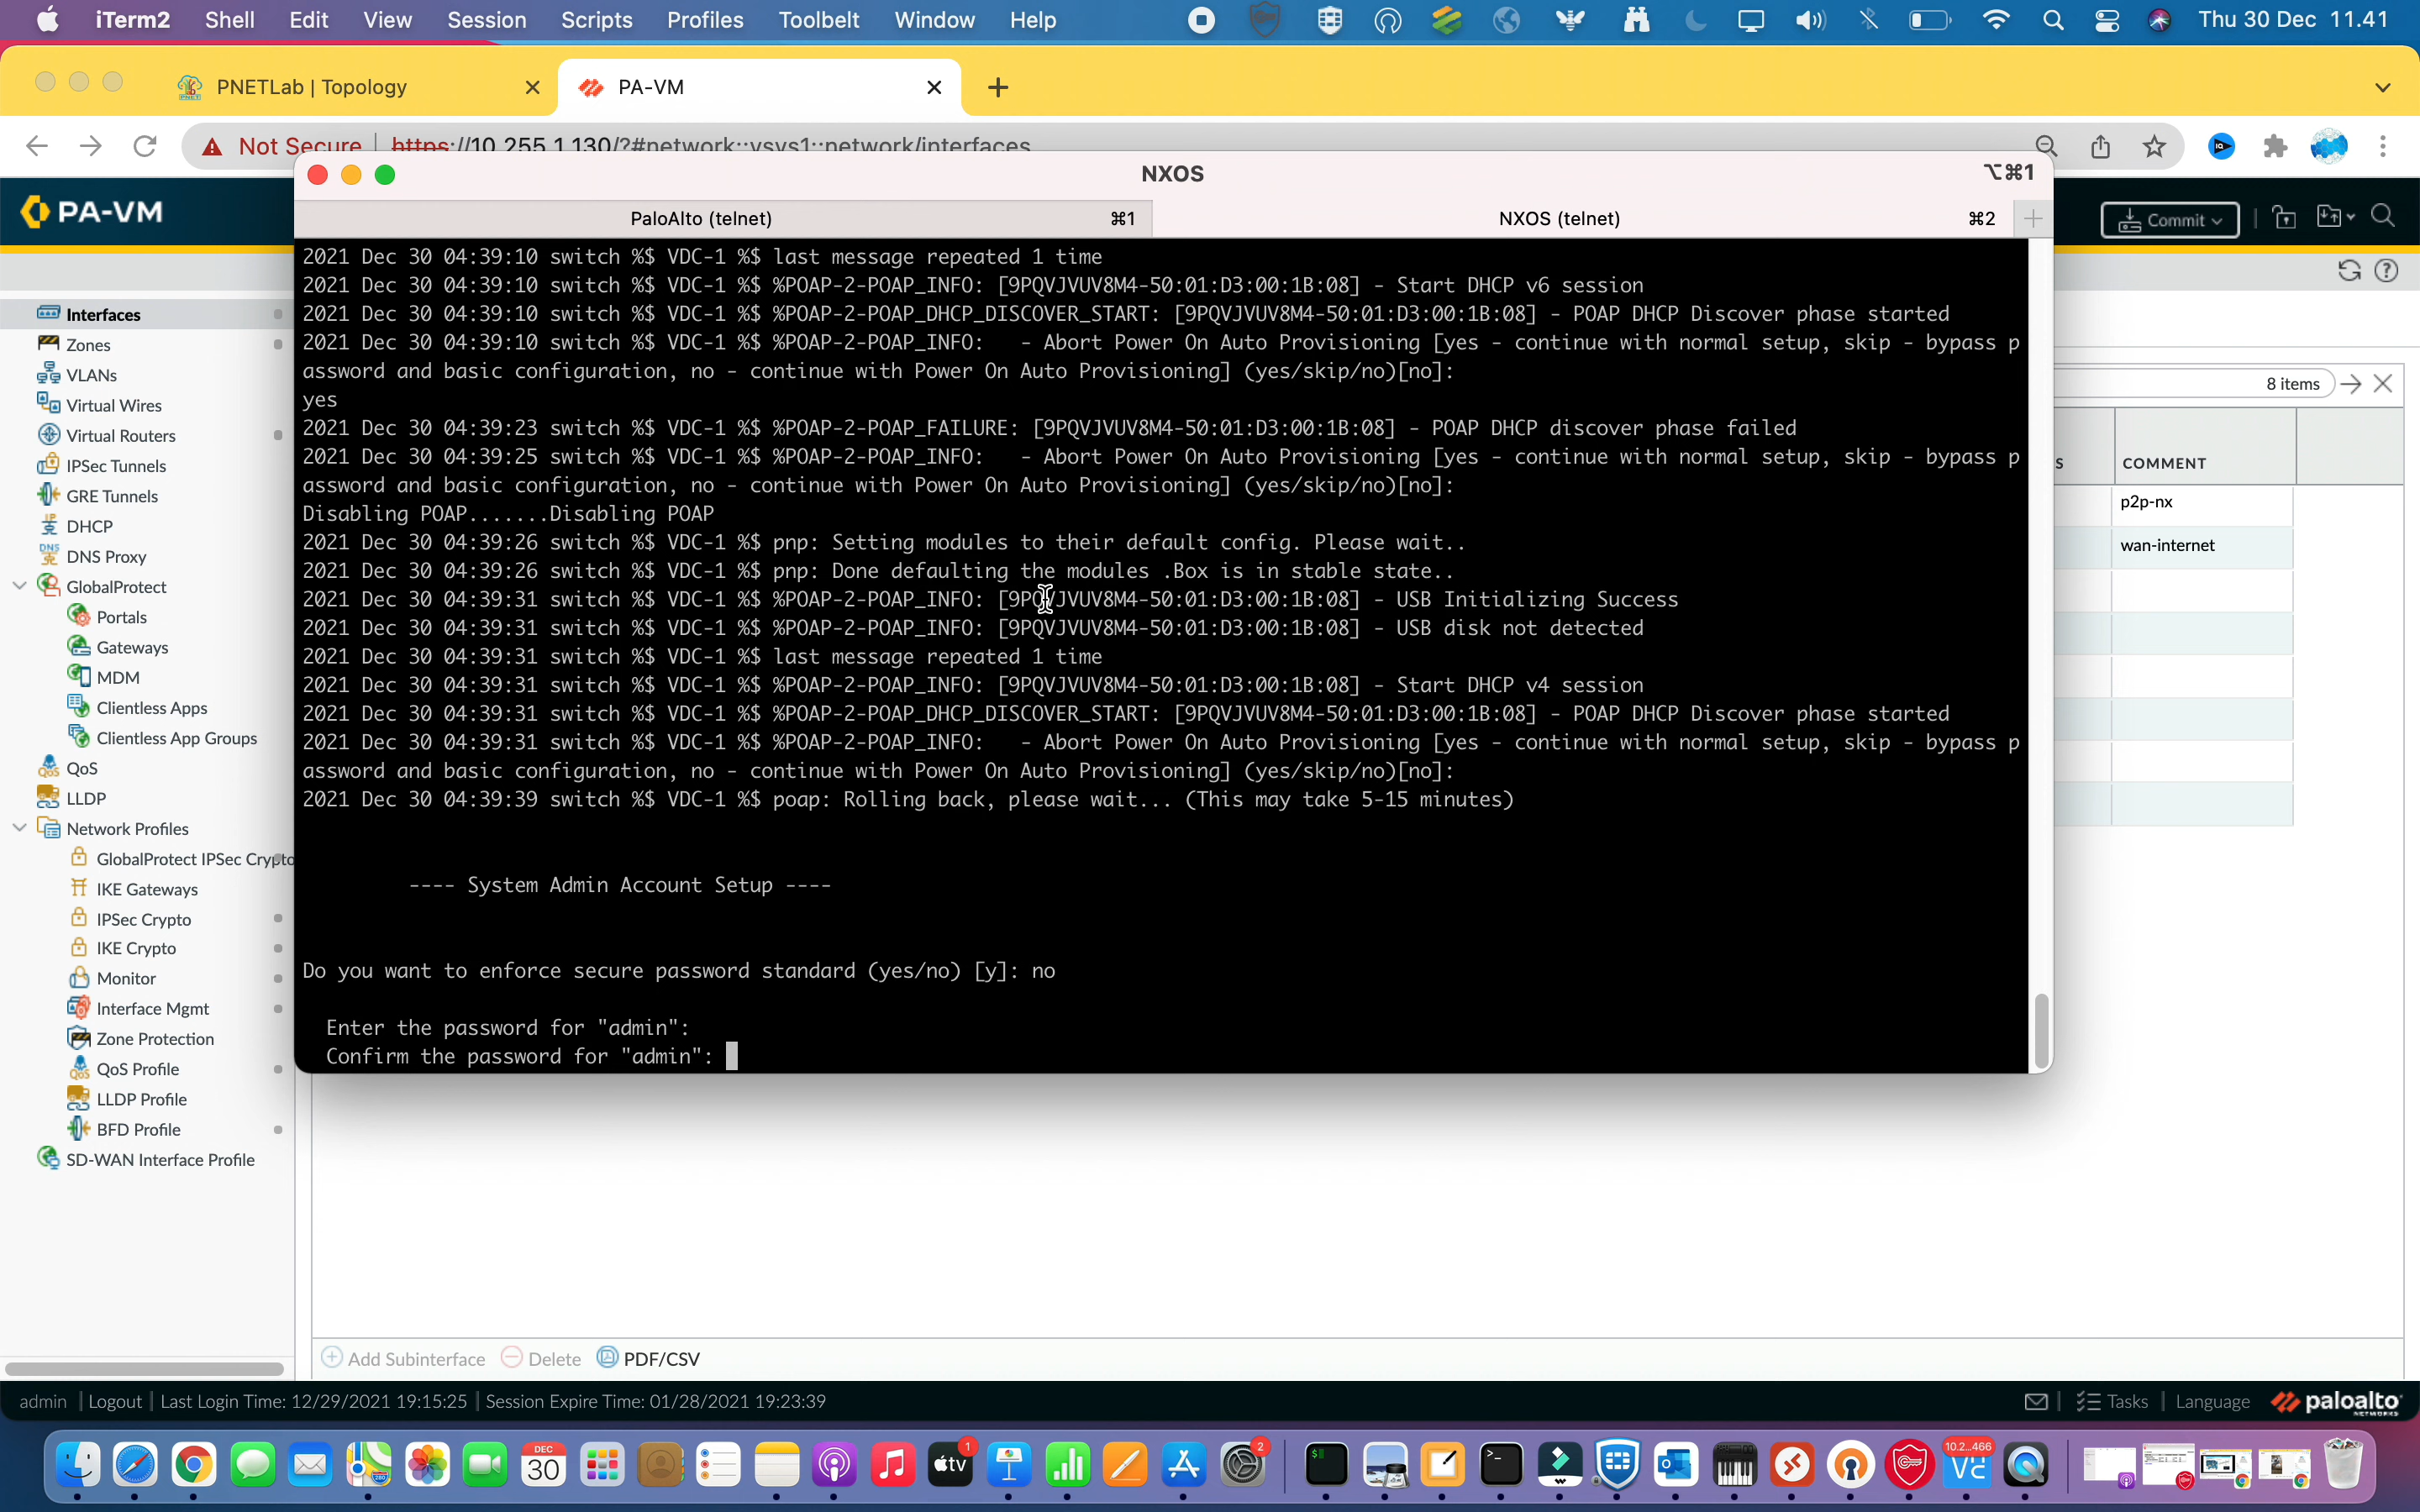 iTerm2 Shell Edit View Session Scripts Profiles Toolbelt Window Help Thu 30 Dec 11.41
PNETLab | Topology PA-VM
Not Secure https://10.255.1.130/?#network::vsys1::network/interfaces
NXOS ⌥⌘1
PA-VM Commit
PaloAlto (telnet) ⌘1 NXOS (telnet) ⌘2
2021 Dec 30 04:39:10 switch %$ VDC-1 %$ last message repeated 1 time
2021 Dec 30 04:39:10 switch %$ VDC-1 %$ %POAP-2-POAP_INFO: [9PQVJVUV8M4-50:01:D3:00:1B:08] - Start DHCP v6 session
2021 Dec 30 04:39:10 switch %$ VDC-1 %$ %POAP-2-POAP_DHCP_DISCOVER_START: [9PQVJVUV8M4-50:01:D3:00:1B:08] - POAP DHCP Discover phase started
2021 Dec 30 04:39:10 switch %$ VDC-1 %$ %POAP-2-POAP_INFO:   - Abort Power On Auto Provisioning [yes - continue with normal setup, skip - bypass p
assword and basic configuration, no - continue with Power On Auto Provisioning] (yes/skip/no)[no]:
yes
2021 Dec 30 04:39:23 switch %$ VDC-1 %$ %POAP-2-POAP_FAILURE: [9PQVJVUV8M4-50:01:D3:00:1B:08] - POAP DHCP discover phase failed
2021 Dec 30 04:39:25 switch %$ VDC-1 %$ %POAP-2-POAP_INFO:   - Abort Power On Auto Provisioning [yes - continue with normal setup, skip - bypass p
assword and basic configuration, no - continue with Power On Auto Provisioning] (yes/skip/no)[no]:
Disabling POAP.......Disabling POAP
2021 Dec 30 04:39:26 switch %$ VDC-1 %$ pnp: Setting modules to their default config. Please wait..
2021 Dec 30 04:39:26 switch %$ VDC-1 %$ pnp: Done defaulting the modules .Box is in stable state..
2021 Dec 30 04:39:31 switch %$ VDC-1 %$ %POAP-2-POAP_INFO: [9PQVJVUV8M4-50:01:D3:00:1B:08] - USB Initializing Success
2021 Dec 30 04:39:31 switch %$ VDC-1 %$ %POAP-2-POAP_INFO: [9PQVJVUV8M4-50:01:D3:00:1B:08] - USB disk not detected
2021 Dec 30 04:39:31 switch %$ VDC-1 %$ last message repeated 1 time
2021 Dec 30 04:39:31 switch %$ VDC-1 %$ %POAP-2-POAP_INFO: [9PQVJVUV8M4-50:01:D3:00:1B:08] - Start DHCP v4 session
2021 Dec 30 04:39:31 switch %$ VDC-1 %$ %POAP-2-POAP_DHCP_DISCOVER_START: [9PQVJVUV8M4-50:01:D3:00:1B:08] - POAP DHCP Discover phase started
2021 Dec 30 04:39:31 switch %$ VDC-1 %$ %POAP-2-POAP_INFO:   - Abort Power On Auto Provisioning [yes - continue with normal setup, skip - bypass p
assword and basic configuration, no - continue with Power On Auto Provisioning] (yes/skip/no)[no]:
2021 Dec 30 04:39:39 switch %$ VDC-1 %$ poap: Rolling back, please wait... (This may take 5-15 minutes)
---- System Admin Account Setup ----
Do you want to enforce secure password standard (yes/no) [y]: no
Enter the password for "admin":
Confirm the password for "admin":
Interfaces
Zones
VLANs
Virtual Wires
Virtual Routers
IPSec Tunnels
GRE Tunnels
DHCP
DNS Proxy
GlobalProtect
Portals
Gateways
MDM
Clientless Apps
Clientless App Groups
QoS
LLDP
Network Profiles
GlobalProtect IPSec Crypto
IKE Gateways
IPSec Crypto
IKE Crypto
Monitor
Interface Mgmt
Zone Protection
QoS Profile
LLDP Profile
BFD Profile
SD-WAN Interface Profile
8 items
S COMMENT
p2p-nx
wan-internet
Add Subinterface Delete PDF/CSV
admin | Logout | Last Login Time: 12/29/2021 19:15:25 | Session Expire Time: 01/28/2021 19:23:39 Tasks | Language paloalto NETWORKS
DEC
30
tv 1
2
10.2...466